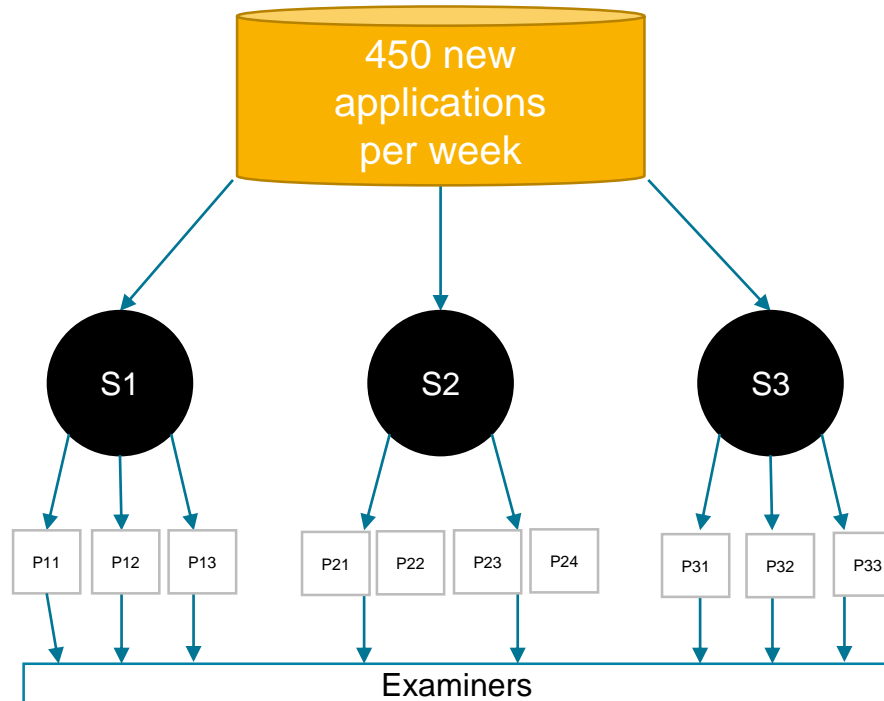 450 new
applications
per week
S1
S2
S3
P11
P12
P13
P21
P22
P23
P24
P31
P32
P33
Examiners